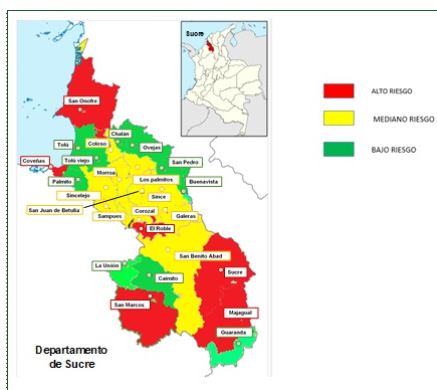 Sucre
San Onofre
Chalán
Tolú
Coloso
Ovejas
Coveñas
Tolú viejo
Morroa
San Pedro
Palmito
Los palmitos
Buenavista
Sincelejo
Since
San Juan de Betulia
Sampues
Corozal
Galeras
El Roble
San Benito Abad
La Unión
Caimito
Sucre
San Marcos
Majagual
Guaranda
Departamento
de Sucre
ALTO RIESGO
MEDIANO RIESGO
BAJO RIESGO